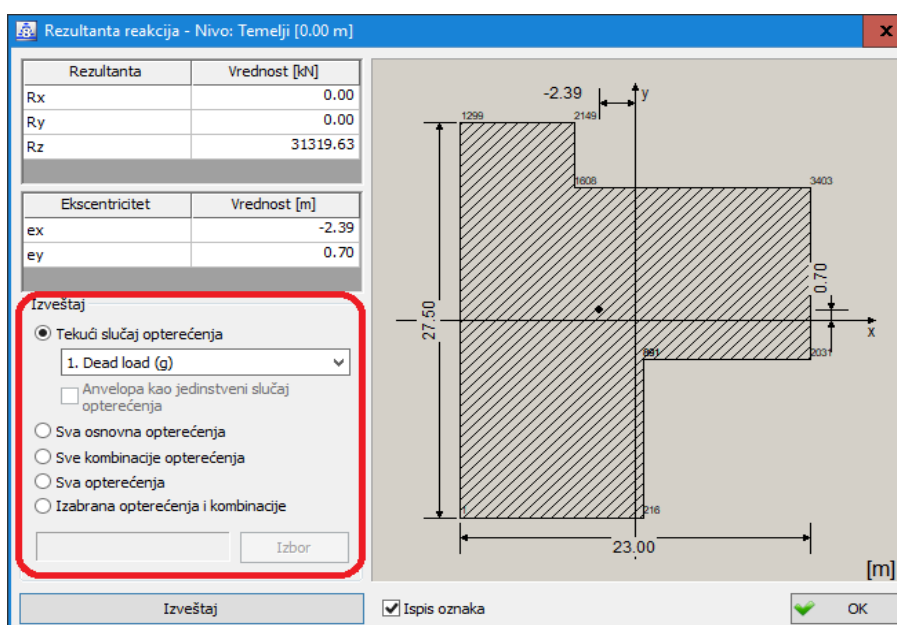 Rezultanta reakcija - Nivo: Temelji [0.00 m]
Rezultanta Vrednost [kN]
Rx 0.00
Ry 0.00
Rz 31319.63
Ekscentricitet Vrednost [m]
ex -2.39
ey 0.70
Izveštaj
Tekući slučaj opterećenja
1. Dead load (g)
Anvelopa kao jedinstveni slučaj
opterećenja
Sva osnovna opterećenja
Sve kombinacije opterećenja
Sva opterećenja
Izabrana opterećenja i kombinacije
Izbor
Izveštaj
-2.39
y
1299
2149
1608
3403
0.70
27.50
x
2031
1
216
23.00
[m]
Ispis oznaka
OK